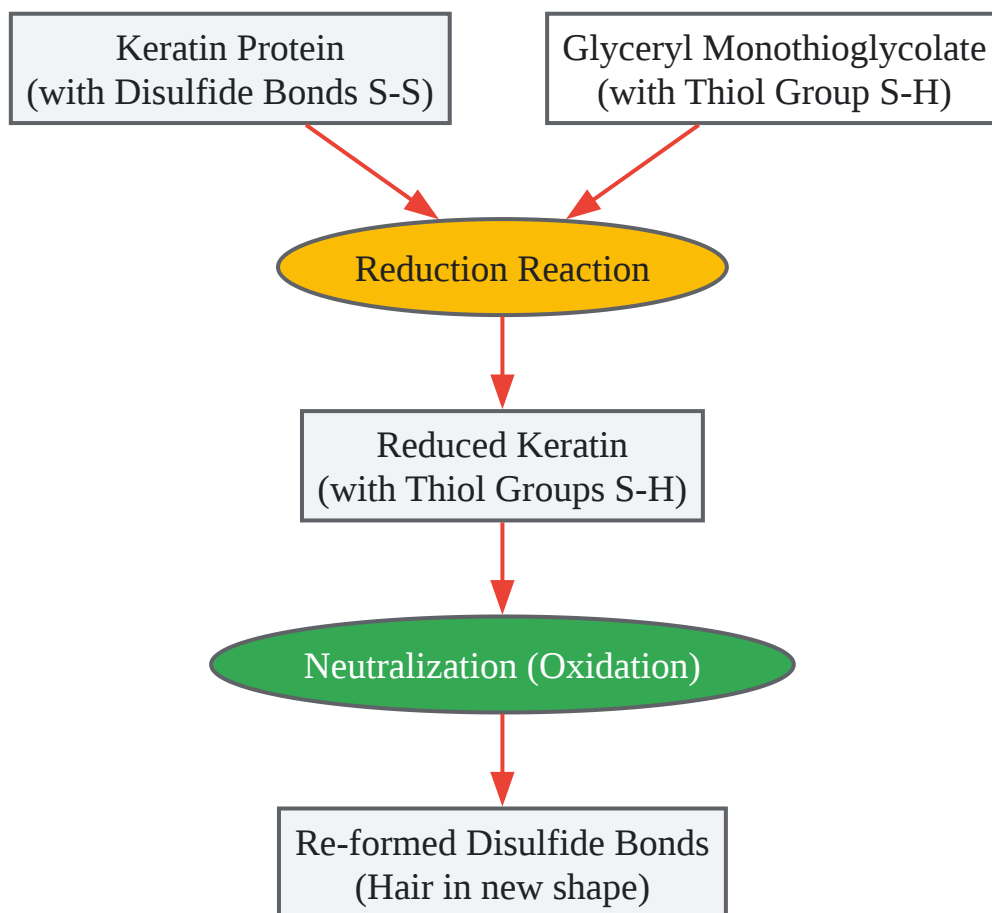 Keratin Protein
(with Disulfide Bonds S-S)
Glyceryl Monothioglycolate
(with Thiol Group S-H)
Reduction Reaction
Reduced Keratin
(with Thiol Groups S-H)
Neutralization (Oxidation)
Re-formed Disulfide Bonds
(Hair in new shape)